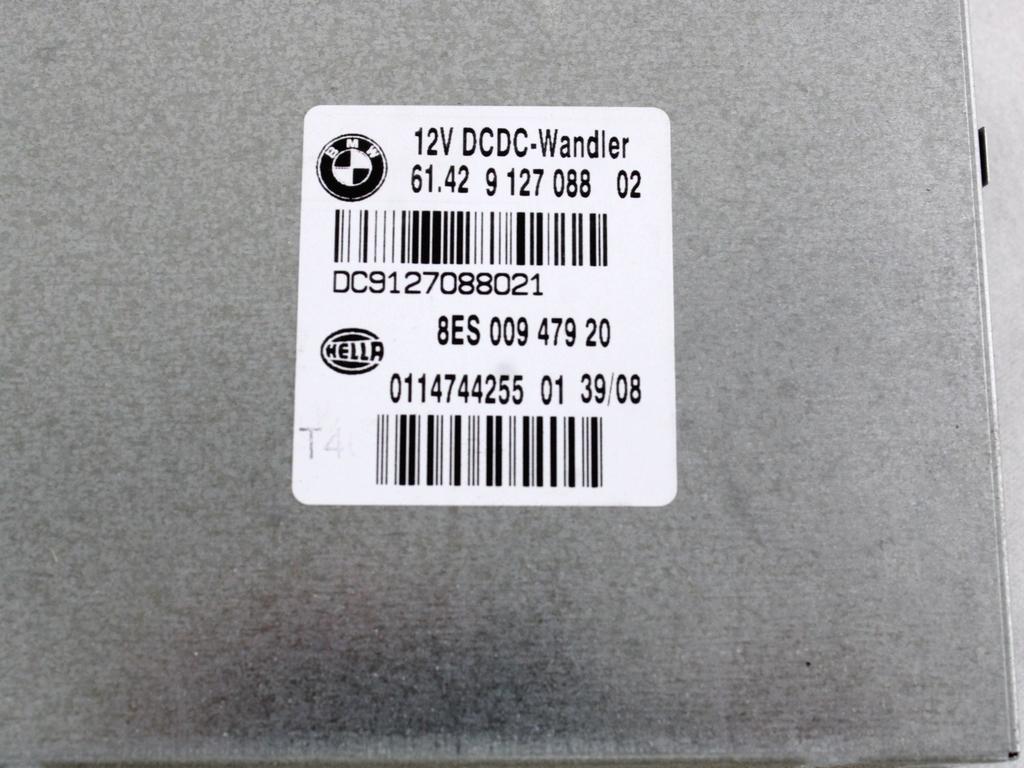 BMW
12V DCDC-Wandler
61.42 9 127 088 02
DC9127088021
HELLA
8ES 009 479 20
0114744255 01 39/08